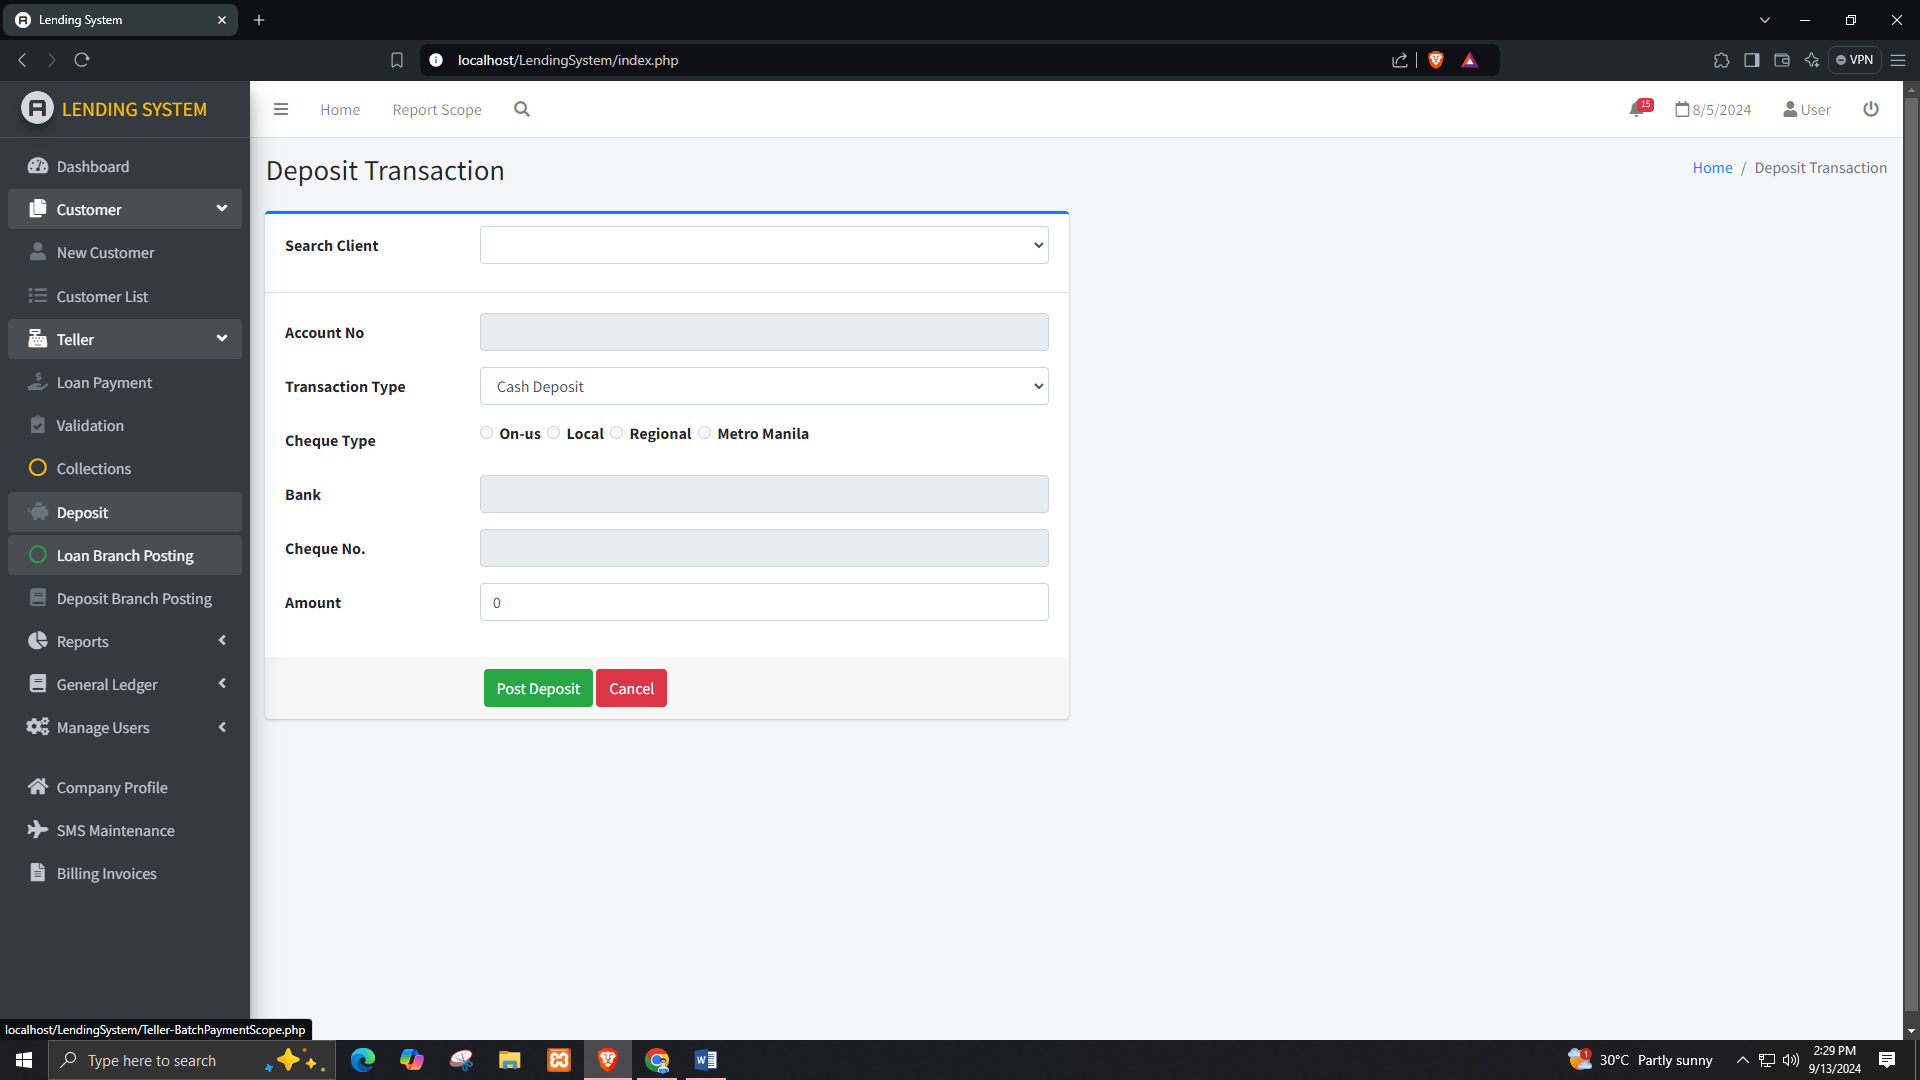 Lending System
localhost/LendingSystem/index.php
VPN
LENDING SYSTEM
Home
Report Scope
15
8/5/2024
User
Dashboard
Customer
New Customer
Customer List
Teller
Loan Payment
Validation
Collections
Deposit
Loan Branch Posting
Deposit Branch Posting
Reports
General Ledger
Manage Users
Company Profile
SMS Maintenance
Billing Invoices
Deposit Transaction
Home / Deposit Transaction
Search Client
Account No
Transaction Type
Cash Deposit
Cheque Type
On-us Local Regional Metro Manila
Bank
Cheque No.
Amount
0
Post Deposit
Cancel
localhost/LendingSystem/Teller-BatchPaymentScope.php
Type here to search
1
30°C Partly sunny
2:29 PM
9/13/2024